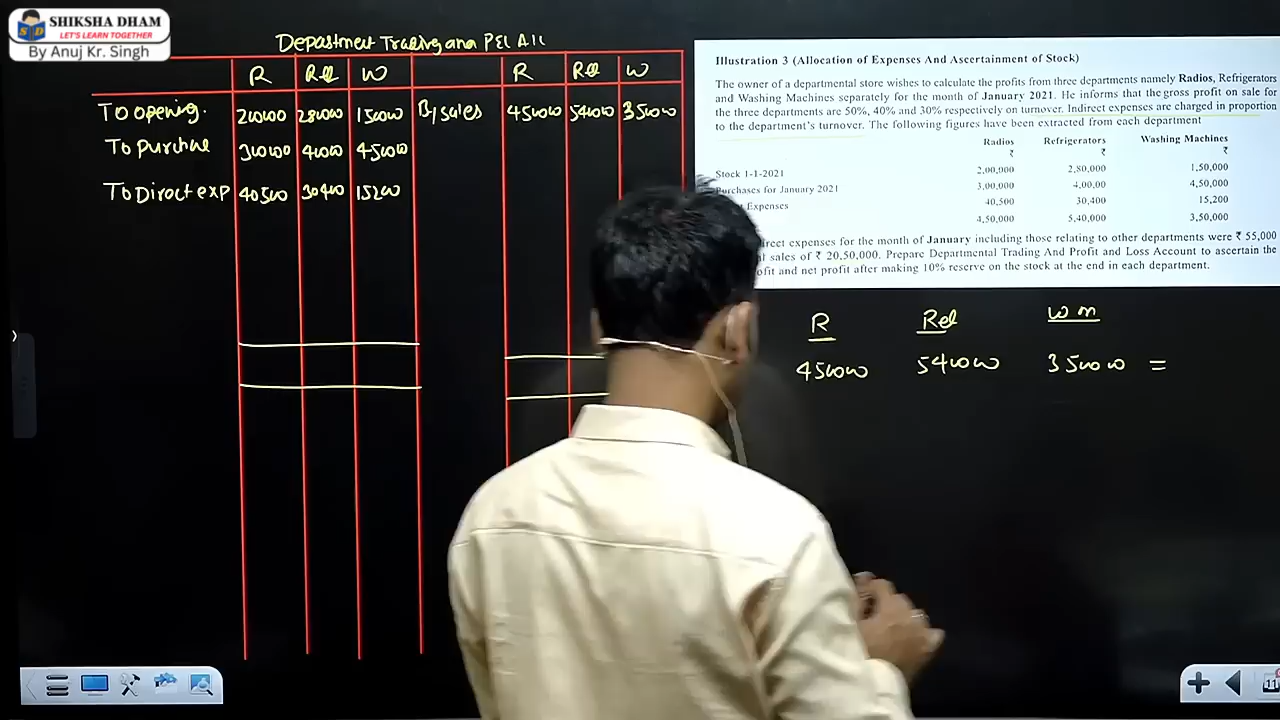 SHIKSHA DHAM
LET'S LEARN TOGETHER
SD
By Anuj Kr. Singh
Department Trading and P&L A/c
R Ref W R Ref W
To opening. 200000 280000 150000 By sales 450000 540000 350000
To purchase 300000 40000 450000
To Direct exp 40500 30400 15200
Illustration 3 (Allocation of Expenses And Ascertainment of Stock)
The owner of a departmental store wishes to calculate the profits from three departments namely Radios, Refrigerators
and Washing Machines separately for the month of January 2021. He informs that the gross profit on sale for
the three departments are 50%, 40% and 30% respectively on turnover. Indirect expenses are charged in proportion
to the department's turnover. The following figures have been extracted from each department
Radios Refrigerators Washing Machines
₹ ₹ ₹
Stock 1-1-2021 2,00,000 2,80,000 1,50,000
Purchases for January 2021 3,00,000 4,00,00 4,50,000
Expenses 40,500 30,400 15,200
4,50,000 5,40,000 3,50,000
direct expenses for the month of January including those relating to other departments were ₹ 55,000
sales of ₹ 20,50,000. Prepare Departmental Trading And Profit and Loss Account to ascertain the
ofit and net profit after making 10% reserve on the stock at the end in each department.
R Ref W m
450000 540000 350000 =
11